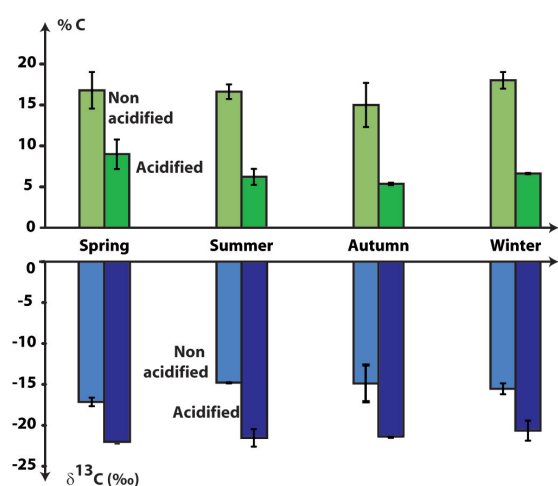 % C
20
15
10
5
0
Non
acidified
Acidified
Spring Summer Autumn Winter
0
-5
-10
-15
-20
-25
Non
acidified
Acidified
δ¹³C (‰)